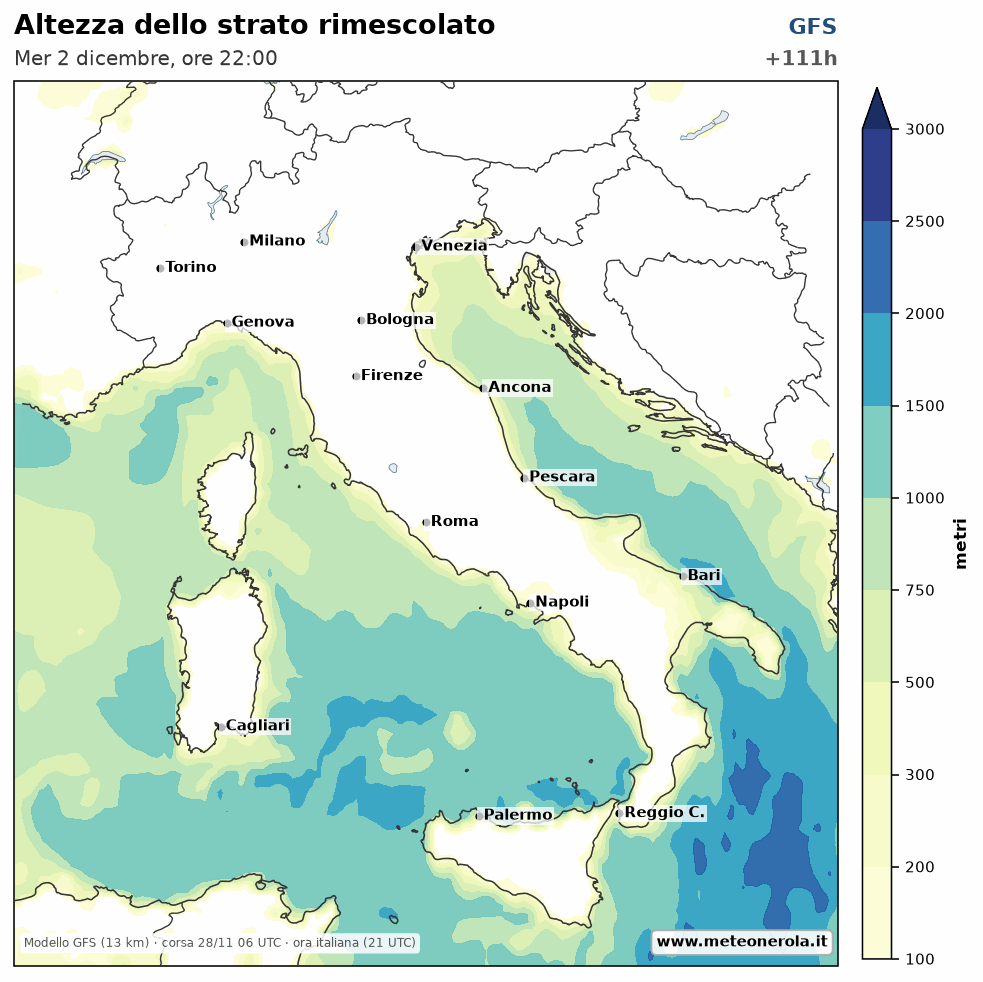 Altezza dello strato rimescolato
GFS
Mer 2 dicembre, ore 22:00
+111h
3000
2500
2000
1500
1000
750
500
300
200
100
metri
Milano
Venezia
Torino
Genova
Bologna
Firenze
Ancona
Pescara
Roma
Bari
Napoli
Cagliari
Palermo
Reggio C.
Modello GFS (13 km) · corsa 28/11 06 UTC · ora italiana (21 UTC)
www.meteonerola.it